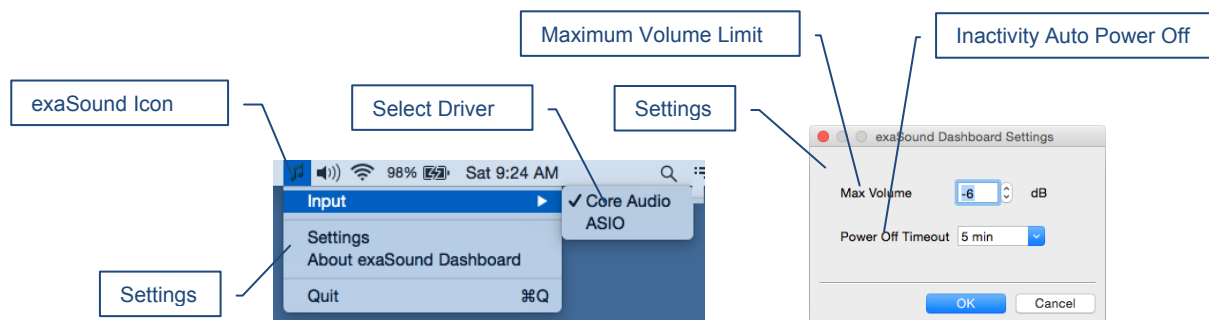 Maximum Volume Limit
Inactivity Auto Power Off
exaSound Icon
Select Driver
Settings
exaSound Dashboard Settings
98%
Sat 9:24 AM
Input
Core Audio
ASIO
Max Volume
-6
dB
Settings
About exaSound Dashboard
Power Off Timeout
5 min
Settings
Quit
⌘Q
OK
Cancel